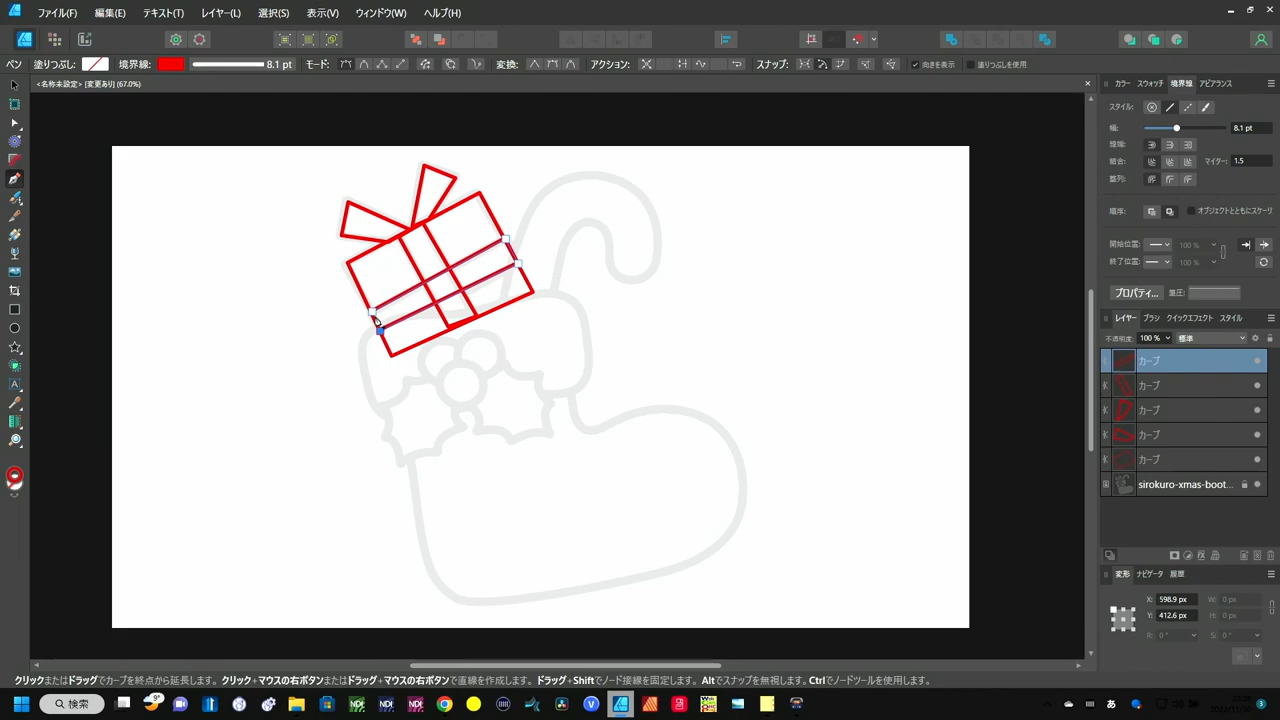 ファイル(F) 編集(E) テキスト(T) レイヤー(L) 選択(S) 表示(V) ウィンドウ(W) ヘルプ(H)
ペン 塗りつぶし: 境界線: 8.1 pt モード: 変換: アクション: スナップ: 向きを表示 塗りつぶしを使用
<名称未設定> [変更あり] (67.0%)
カラー スウォッチ 境界線 アピアランス
スタイル:
幅: 8.1 pt
線端:
結合: マイター: 1.5
整列:
順序: オブジェクトとともにスケーリ
開始位置: 100 %
終了位置: 100 %
プロパティ... 筆圧:
レイヤー ブラシ クイックエフェクト スタイル
不透明度: 100 % 標準
カーブ
カーブ
カーブ
カーブ
カーブ
sirokuro-xmas-boot...
変形 ナビゲータ 履歴
X: 598.9 px W: 0 px
Y: 412.6 px H: 0 px
R: 0 ° S: 0 °
クリックまたはドラッグでカーブを終点から延長します。クリック+マウスの右ボタンまたはドラッグ+マウスの右ボタンで直線を作成します。ドラッグ+Shiftでノード接線を固定します。Altでスナップを無視します。Ctrlでノードツールを使用します。
検索 9° あ 3